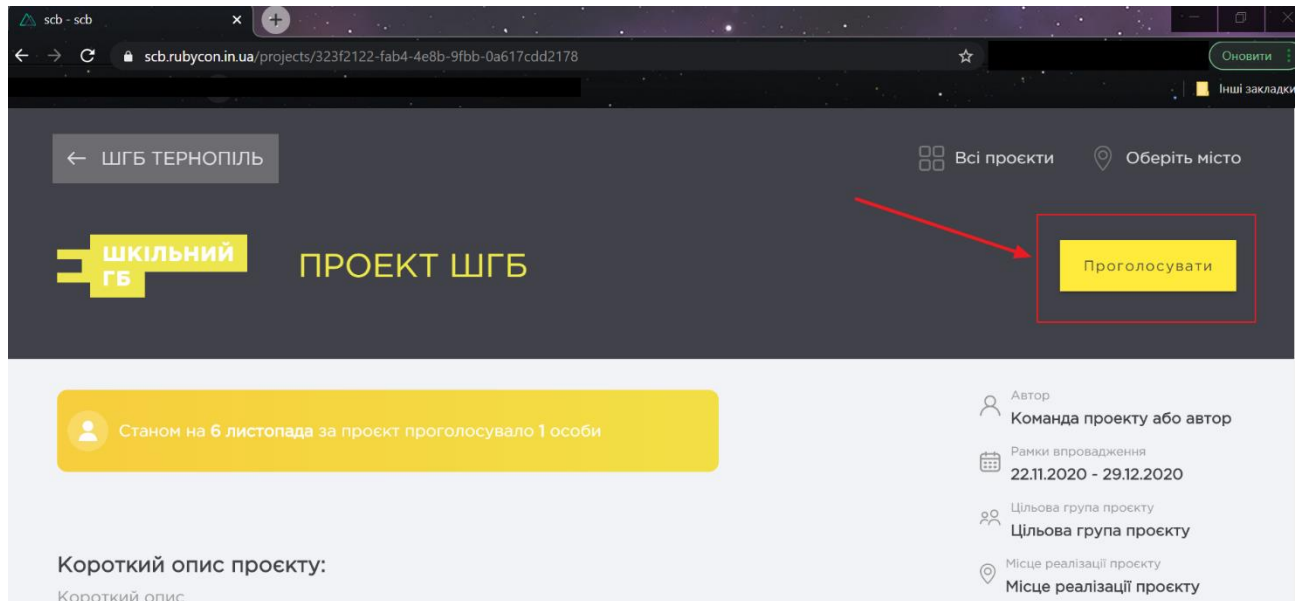 scb - scb
scb.rubycon.in.ua/projects/323f2122-fab4-4e8b-9fbb-0a617cdd2178
Оновити
Інші закладки
← ШГБ ТЕРНОПІЛЬ
Всі проєкти
Оберіть місто
ШКІЛЬНИЙ
ГБ
ПРОЕКТ ШГБ
Проголосувати
Станом на 6 листопада за проєкт проголосувало 1 особи
Автор
Команда проекту або автор
Рамки впровадження
22.11.2020 - 29.12.2020
Цільова група проєкту
Цільова група проєкту
Місце реалізації проєкту
Місце реалізації проєкту
Короткий опис проєкту:
Короткий опис